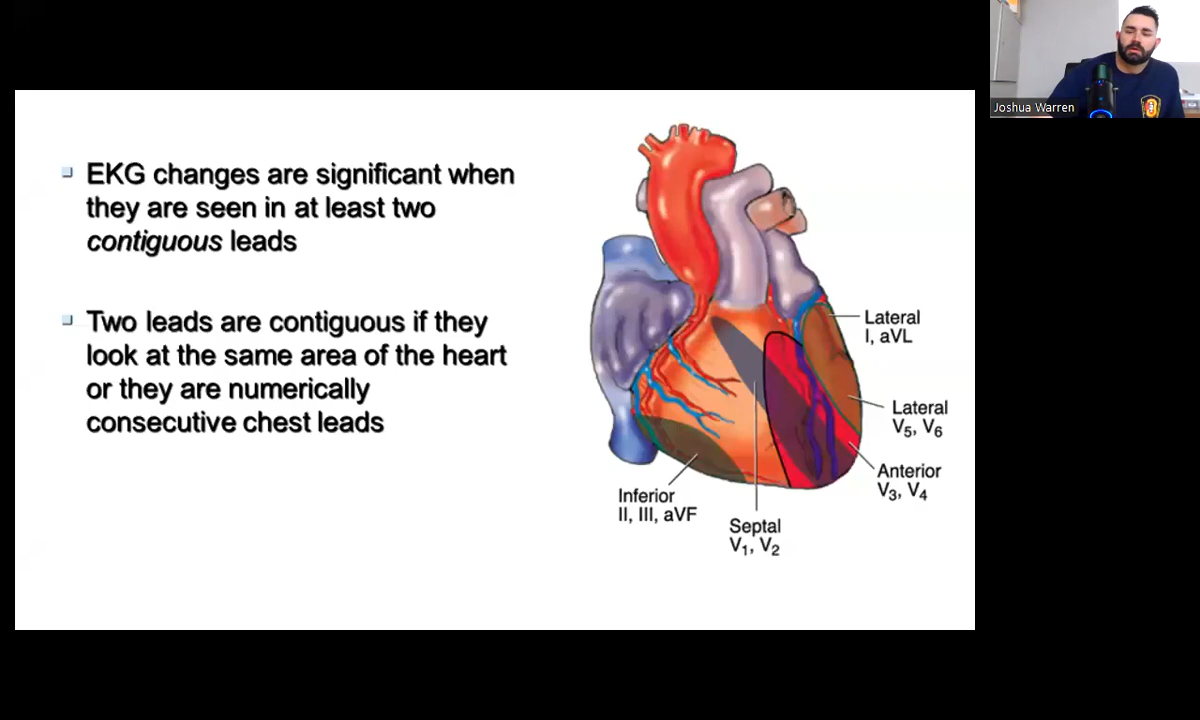 EKG changes are significant when
they are seen in at least two
contiguous leads
Two leads are contiguous if they
look at the same area of the heart
or they are numerically
consecutive chest leads
Lateral
I, aVL
Lateral
V₅, V₆
Anterior
V₃, V₄
Inferior
II, III, aVF
Septal
V₁, V₂
Joshua Warren